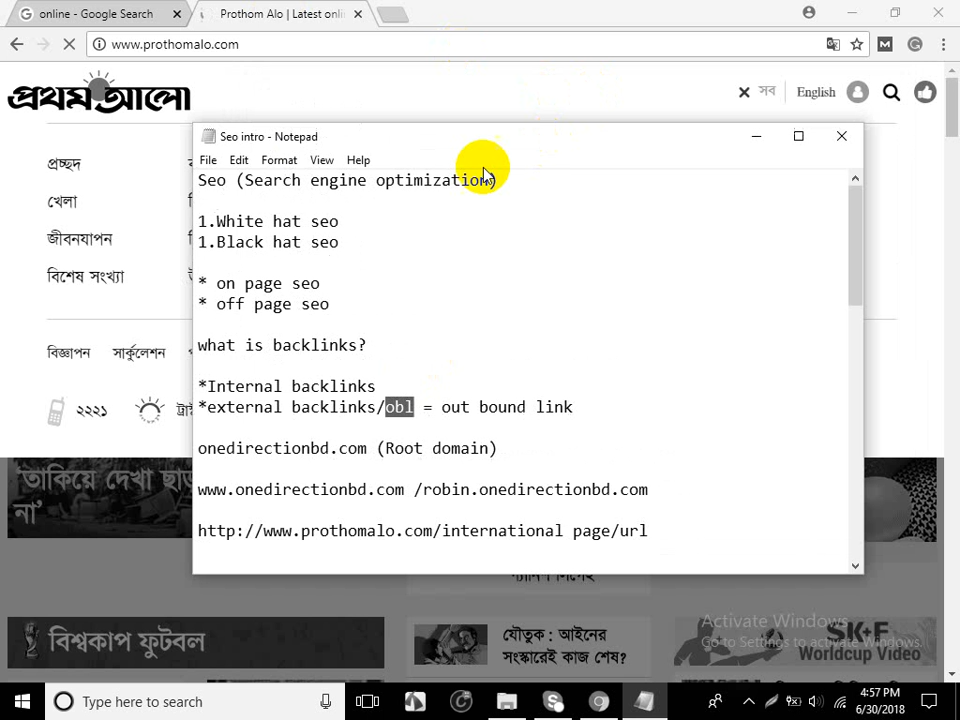 online - Google Search
Prothom Alo | Latest onli
www.prothomalo.com
প্রথম আলো
সব
English
Seo intro - Notepad
File Edit Format View Help
Seo (Search engine optimization)
1.White hat seo
1.Black hat seo
* on page seo
* off page seo
what is backlinks?
*Internal backlinks
*external backlinks/obl = out bound link
onedirectionbd.com (Root domain)
www.onedirectionbd.com /robin.onedirectionbd.com
http://www.prothomalo.com/international page/url
প্রচ্ছদ
খেলা
জীবনযাপন
বিশেষ সংখ্যা
বিজ্ঞাপন সার্কুলেশন
২২২১
'তাকিয়ে দেখা ছাড়
না'
বিশ্বকাপ ফুটবল
যৌতুক : আইনের
সংস্কারেই কাজ শেষ?
SK+F
Worldcup Video
Activate Windows
Go to Settings to activate Windows.
Type here to search
4:57 PM
6/30/2018